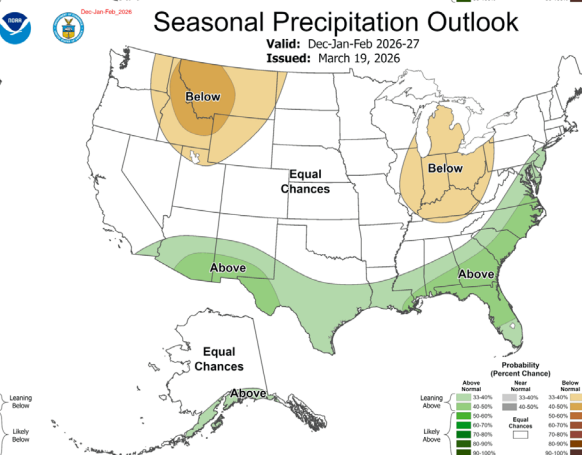 NOAA
Dec-Jan-Feb_2026
Seasonal Precipitation Outlook
Valid: Dec-Jan-Feb 2026-27
Issued: March 19, 2026
Below
Equal
Chances
Below
Above
Above
Equal
Chances
Above
Leaning
Below
Likely
Below
Probability
(Percent Chance)
Above
Normal
Near
Normal
Below
Normal
Leaning
Above
Likely
Above
33-40%
40-50%
50-60%
60-70%
70-80%
80-90%
90-100%
33-40%
40-50%
Equal
Chances
33-40%
40-50%
50-60%
60-70%
70-80%
80-90%
90-100%